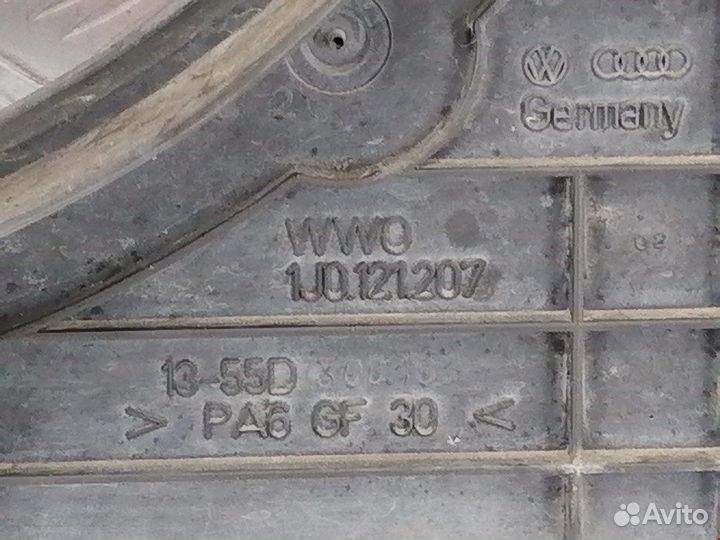 Germany
WWO
1J0.121.207
13-55D
> PA6 GF 30 <
Avito